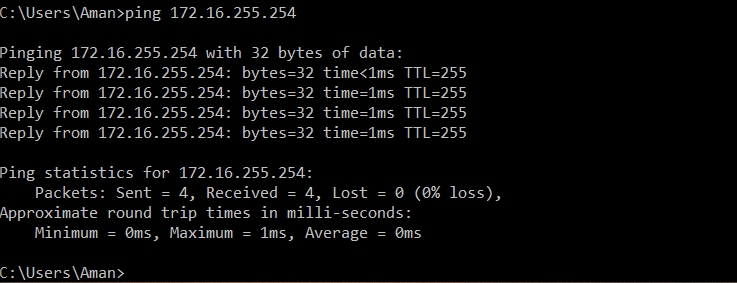 C:\Users\Aman>ping 172.16.255.254
Pinging 172.16.255.254 with 32 bytes of data:
Reply from 172.16.255.254: bytes=32 time<1ms TTL=255
Reply from 172.16.255.254: bytes=32 time=1ms TTL=255
Reply from 172.16.255.254: bytes=32 time=1ms TTL=255
Reply from 172.16.255.254: bytes=32 time=1ms TTL=255
Ping statistics for 172.16.255.254:
Packets: Sent = 4, Received = 4, Lost = 0 (0% loss),
Approximate round trip times in milli-seconds:
Minimum = 0ms, Maximum = 1ms, Average = 0ms
C:\Users\Aman>